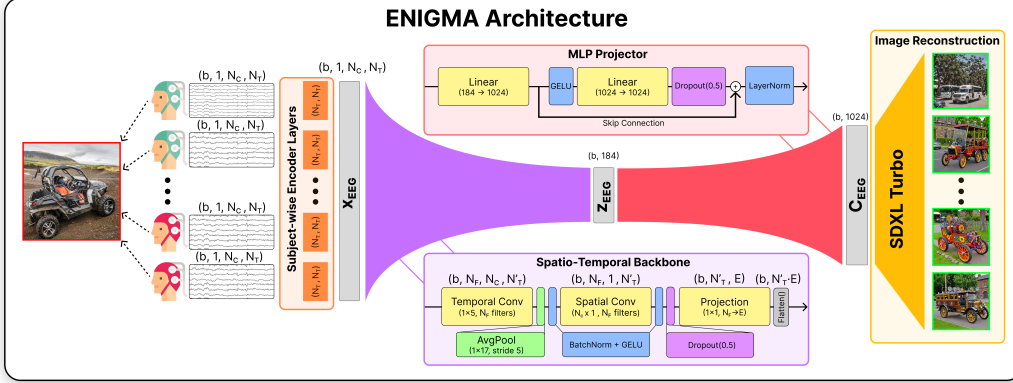 ENIGMA Architecture
(b, 1, N_C, N_T)
(b, 1, N_C, N_T)
(b, 1, N_C, N_T)
(b, 1, N_C, N_T)
Subject-wise Encoder Layers
(N_T, N_T)
(N_T, N_T)
(N_T, N_T)
(N_T, N_T)
(b, 1, N_C, N_T)
X_EEG
MLP Projector
Linear
(184 → 1024)
GELU
Linear
(1024 → 1024)
Dropout(0.5)
+
LayerNorm
Skip Connection
(b, 184)
Z_EEG
Spatio-Temporal Backbone
(b, N_F, N_C, N'_T)
(b, N_F, 1, N'_T)
(b, N'_T, E)
(b, N'_T·E)
Temporal Conv
(1×5, N_F filters)
Spatial Conv
(N_s x 1, N_F filters)
Projection
(1×1, N_F→E)
Flatten()
AvgPool
(1×17, stride 5)
BatchNorm + GELU
Dropout(0.5)
(b, 1024)
C_EEG
SDXL Turbo
Image Reconstruction